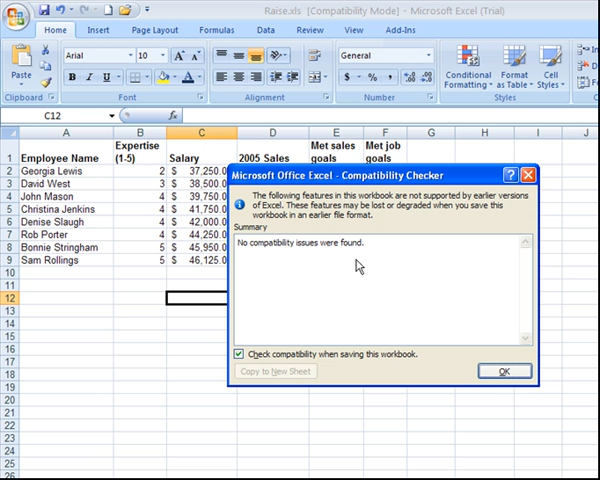 Raise.xls [Compatibility Mode] - Microsoft Excel (Trial)
Home Insert Page Layout Formulas Data Review View Add-Ins
Paste
Clipboard
Arial 10
B I U
Font
Alignment
General
$ % ,
Number
Conditional Formatting
Format as Table
Cell Styles
Styles
C12 fx
A B C D E F G H I J
1 Employee Name Expertise (1-5) Salary 2005 Sales Met sales goals Met job goals
2 Georgia Lewis 2 $ 37,250.0
3 David West 3 $ 38,500.0
4 John Mason 4 $ 39,750
5 Christina Jenkins 4 $ 41,750
6 Denise Slaugh 4 $ 42,000
7 Rob Porter 4 $ 44,250
8 Bonnie Stringham 5 $ 45,950.0
9 Sam Rollings 5 $ 46,125.0
10
11
12
13
14
15
16
17
18
19
20
21
22
23
24
25
26
Microsoft Office Excel - Compatibility Checker
The following features in this workbook are not supported by earlier versions
of Excel. These features may be lost or degraded when you save this
workbook in an earlier file format.
Summary
No compatibility issues were found.
Check compatibility when saving this workbook.
Copy to New Sheet OK